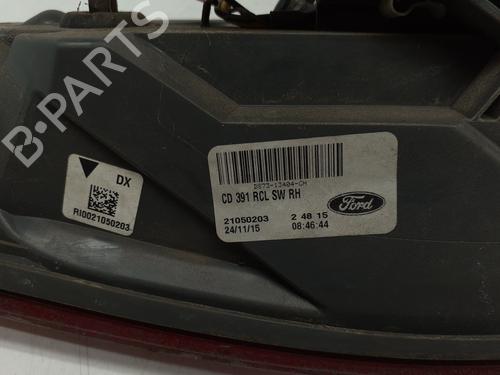 B-PARTS
DS73-13A04-CH
CD 391 RCL SW RH
21050203
2 48 15
24/11/15
08:46:44
Ford
DX
RI0021050203